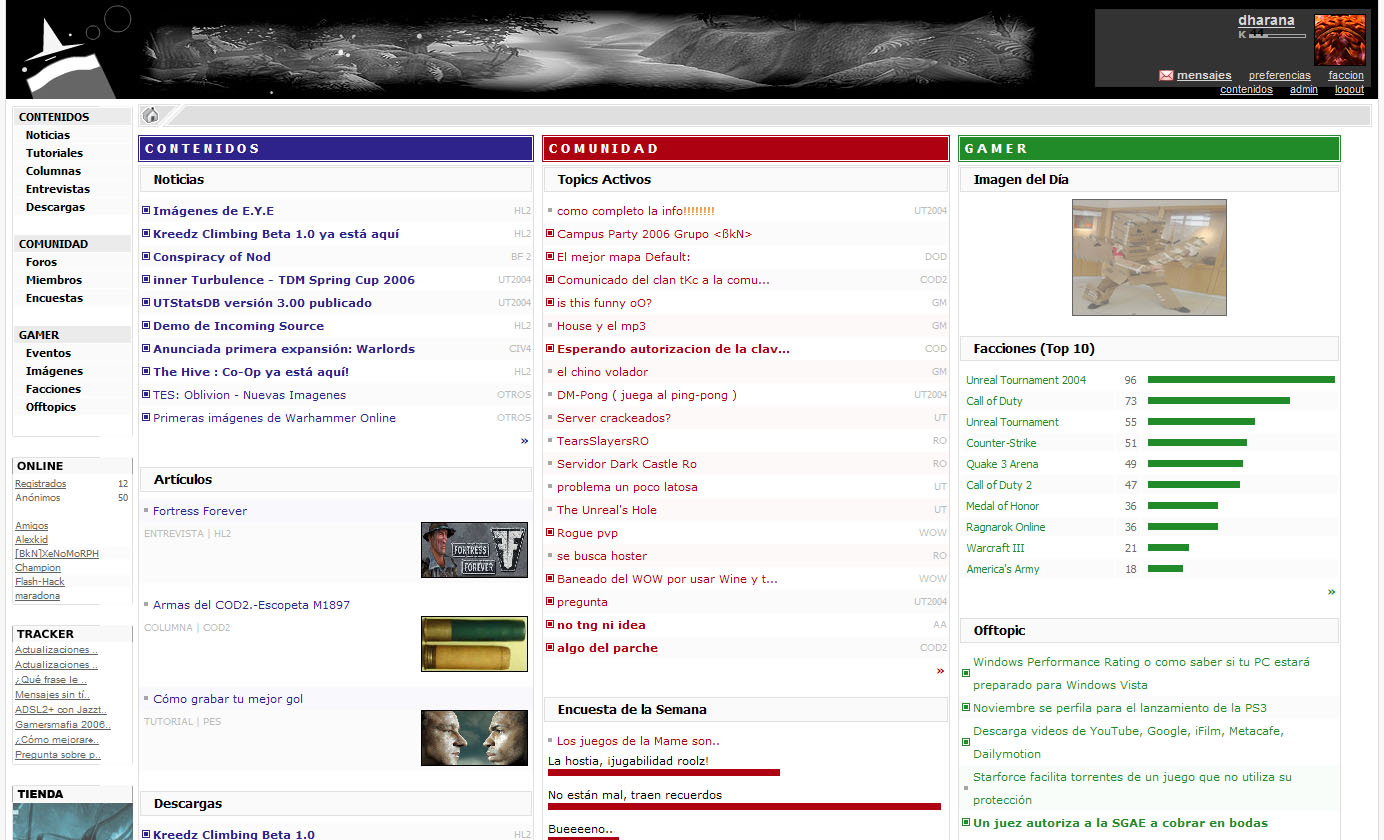 dharana
K 44
mensajes preferencias faccion
contenidos admin logout
CONTENIDOS
Noticias
Tutoriales
Columnas
Entrevistas
Descargas
COMUNIDAD
Foros
Miembros
Encuestas
GAMER
Eventos
Imágenes
Facciones
Offtopics
ONLINE
Registrados 12
Anónimos 50
Amigos
Alexkid
[BkN]XeNoMoRPH
Champion
Flash-Hack
maradona
TRACKER
Actualizaciones ..
Actualizaciones ..
¿Qué frase le ..
Mensajes sin tí..
ADSL2+ con Jazzt..
Gamersmafia 2006..
¿Cómo mejorar..
Pregunta sobre p..
TIENDA
CONTENIDOS
Noticias
Imágenes de E.Y.E HL2
Kreedz Climbing Beta 1.0 ya está aquí HL2
Conspiracy of Nod BF 2
inner Turbulence - TDM Spring Cup 2006 UT2004
UTStatsDB versión 3.00 publicado UT2004
Demo de Incoming Source HL2
Anunciada primera expansión: Warlords CIV4
The Hive : Co-Op ya está aquí! HL2
TES: Oblivion - Nuevas Imagenes OTROS
Primeras imágenes de Warhammer Online OTROS
»
Artículos
Fortress Forever
ENTREVISTA | HL2
FORTRESS
FOREVER
Armas del COD2.-Escopeta M1897
COLUMNA | COD2
Cómo grabar tu mejor gol
TUTORIAL | PES
Descargas
Kreedz Climbing Beta 1.0 HL2
COMUNIDAD
Topics Activos
como completo la info!!!!!!!! UT2004
Campus Party 2006 Grupo <ßkN>
El mejor mapa Default: DOD
Comunicado del clan tKc a la comu... COD2
is this funny oO? GM
House y el mp3 GM
Esperando autorizacion de la clav... COD
el chino volador GM
DM-Pong ( juega al ping-pong ) UT2004
Server crackeados? UT
TearsSlayersRO RO
Servidor Dark Castle Ro RO
problema un poco latosa UT
The Unreal's Hole UT
Rogue pvp WOW
se busca hoster RO
Baneado del WOW por usar Wine y t... WOW
pregunta UT2004
no tng ni idea AA
algo del parche COD2
»
Encuesta de la Semana
Los juegos de la Mame son..
La hostia, ¡jugabilidad roolz!
No están mal, traen recuerdos
Bueeeeno..
GAMER
Imagen del Día
Facciones (Top 10)
Unreal Tournament 2004 96
Call of Duty 73
Unreal Tournament 55
Counter-Strike 51
Quake 3 Arena 49
Call of Duty 2 47
Medal of Honor 36
Ragnarok Online 36
Warcraft III 21
America's Army 18
»
Offtopic
Windows Performance Rating o como saber si tu PC estará
preparado para Windows Vista
Noviembre se perfila para el lanzamiento de la PS3
Descarga videos de YouTube, Google, iFilm, Metacafe,
Dailymotion
Starforce facilita torrentes de un juego que no utiliza su
protección
Un juez autoriza a la SGAE a cobrar en bodas